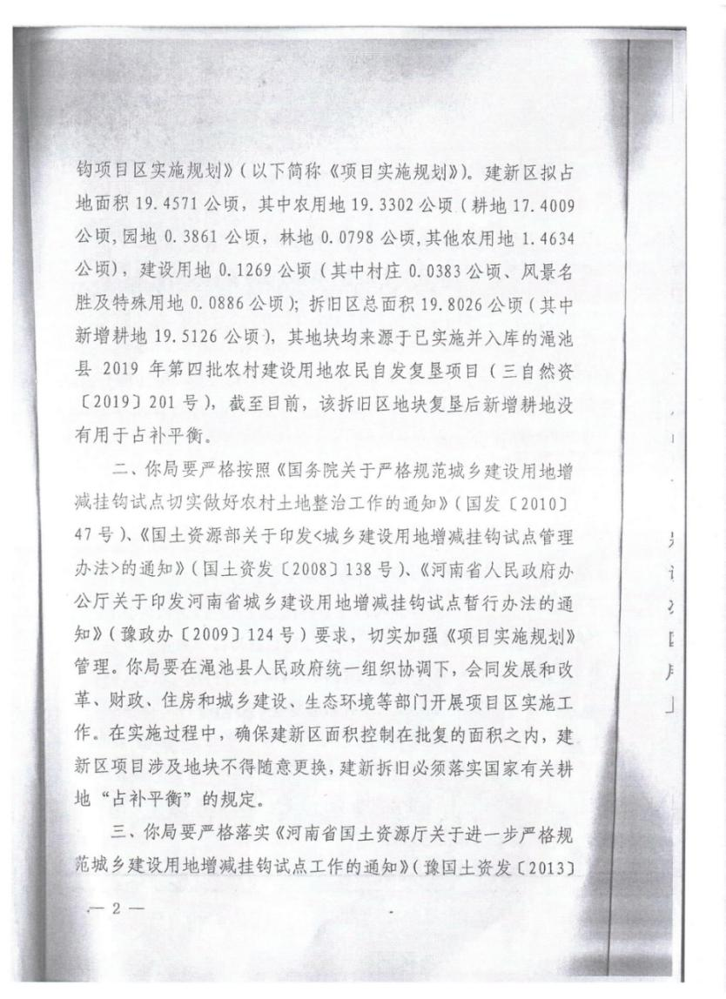 钩项目区实施规划》（以下简称《项目实施规划》）。建新区拟占
地面积 19.4571 公顷，其中农用地 19.3302 公顷（耕地 17.4009
公顷,园地 0.3861 公顷，林地 0.0798 公顷,其他农用地 1.4634
公顷），建设用地 0.1269 公顷（其中村庄 0.0383 公顷、风景名
胜及特殊用地 0.0886 公顷）；拆旧区总面积 19.8026 公顷（其中
新增耕地 19.5126 公顷），其地块均来源于已实施并入库的渑池
县 2019 年第四批农村建设用地农民自发复垦项目（三自然资
〔2019〕201 号），截至目前，该拆旧区地块复垦后新增耕地没
有用于占补平衡。
二、你局要严格按照《国务院关于严格规范城乡建设用地增
减挂钩试点切实做好农村土地整治工作的通知》（国发〔2010〕
47 号）、《国土资源部关于印发<城乡建设用地增减挂钩试点管理
办法>的通知》（国土资发〔2008〕138 号）、《河南省人民政府办
公厅关于印发河南省城乡建设用地增减挂钩试点暂行办法的通
知》（豫政办〔2009〕124 号）要求，切实加强《项目实施规划》
管理。你局要在渑池县人民政府统一组织协调下，会同发展和改
革、财政、住房和城乡建设、生态环境等部门开展项目区实施工
作。在实施过程中，确保建新区面积控制在批复的面积之内，建
新区项目涉及地块不得随意更换，建新拆旧必须落实国家有关耕
地“占补平衡”的规定。
三、你局要严格落实《河南省国土资源厅关于进一步严格规
范城乡建设用地增减挂钩试点工作的通知》（豫国土资发〔2013〕
— 2 —